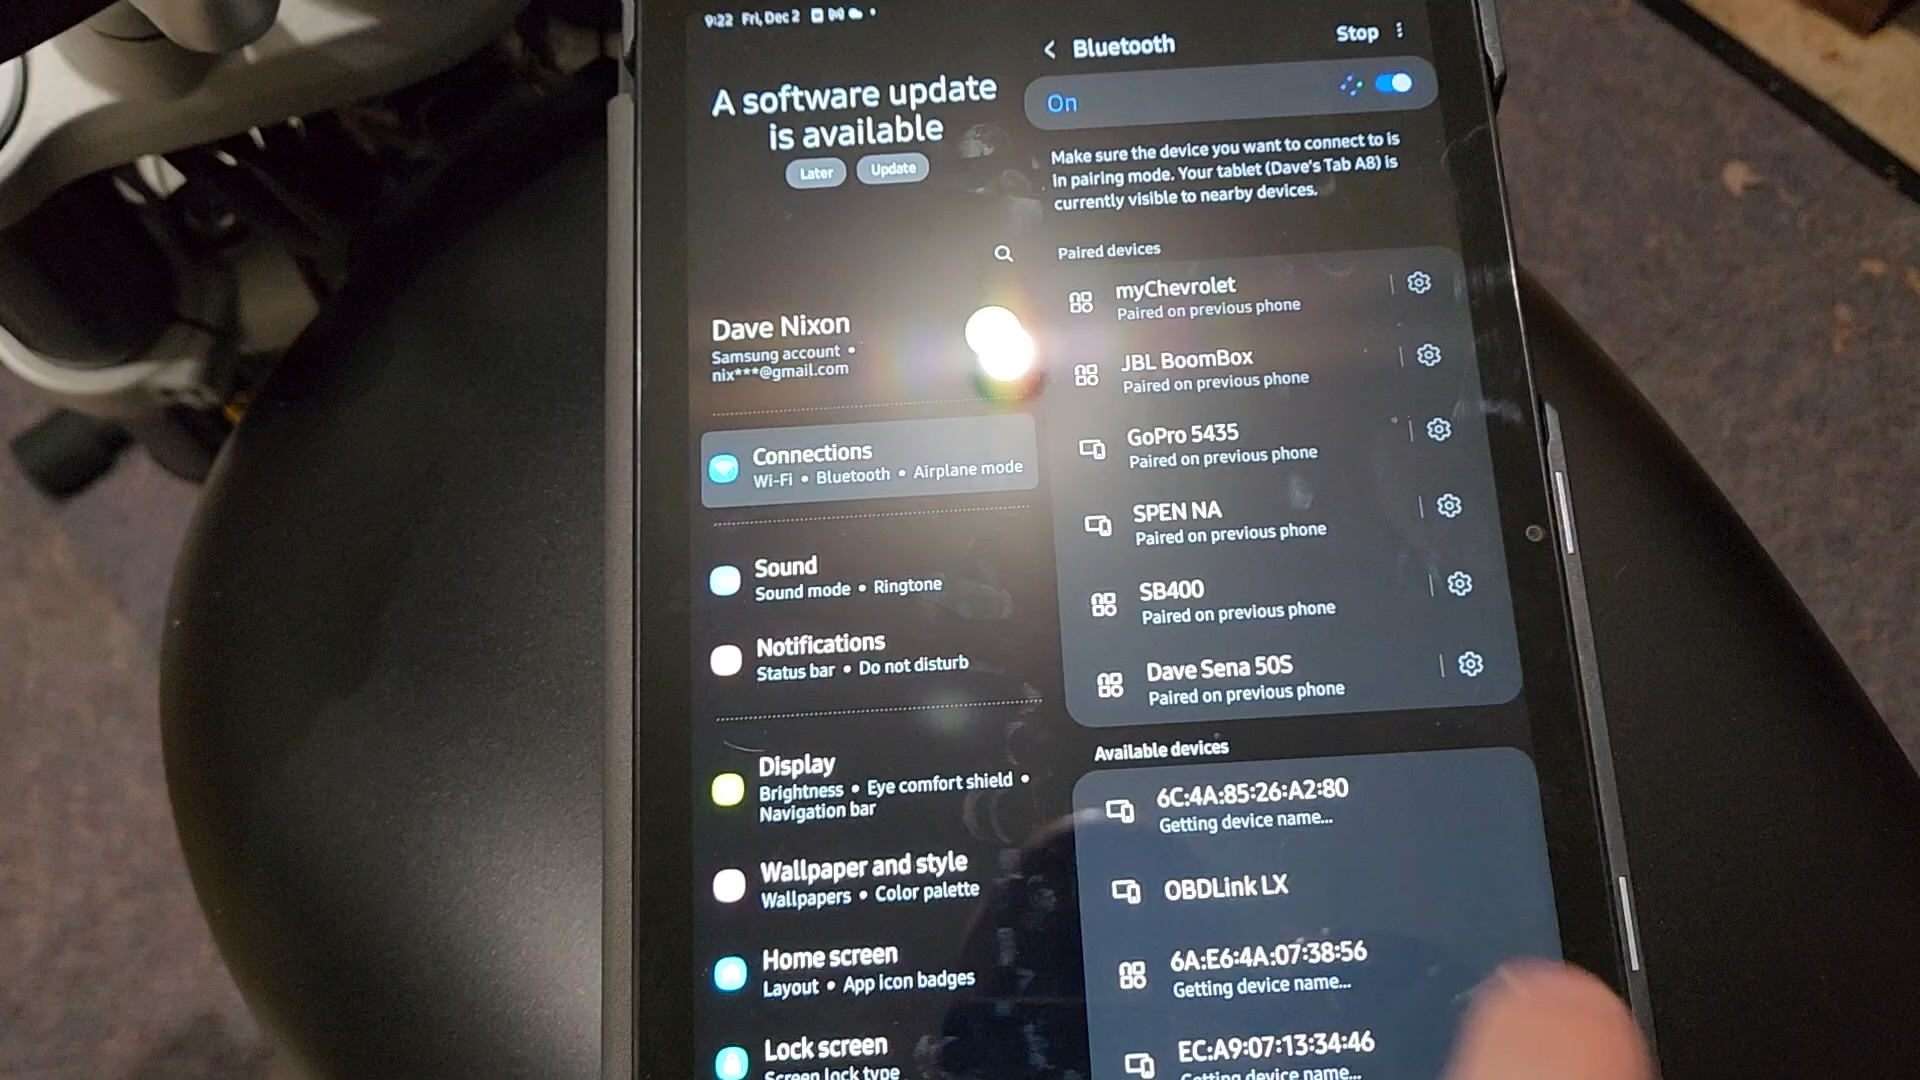 9:22 Fri, Dec 2
A software update
is available
Later
Update
Dave Nixon
Samsung account •
nix***@gmail.com
Connections
Wi-Fi • Bluetooth • Airplane mode
Sound
Sound mode • Ringtone
Notifications
Status bar • Do not disturb
Display
Brightness • Eye comfort shield •
Navigation bar
Wallpaper and style
Wallpapers • Color palette
Home screen
Layout • App icon badges
Lock screen
Screen lock type
Bluetooth
Stop
On
Make sure the device you want to connect to is
in pairing mode. Your tablet (Dave's Tab A8) is
currently visible to nearby devices.
Paired devices
myChevrolet
Paired on previous phone
JBL BoomBox
Paired on previous phone
GoPro 5435
Paired on previous phone
SPEN NA
Paired on previous phone
SB400
Paired on previous phone
Dave Sena 50S
Paired on previous phone
Available devices
6C:4A:85:26:A2:80
Getting device name...
OBDLink LX
6A:E6:4A:07:38:56
Getting device name...
EC:A9:07:13:34:46
Getting device name...